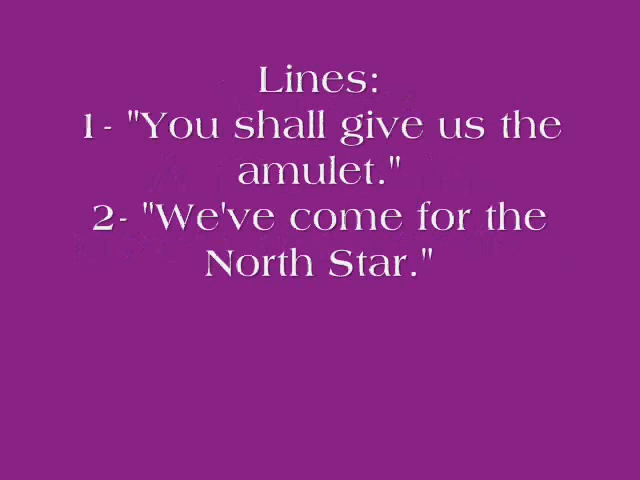 Lines:
1- "You shall give us the
amulet."
2- "We've come for the
North Star."